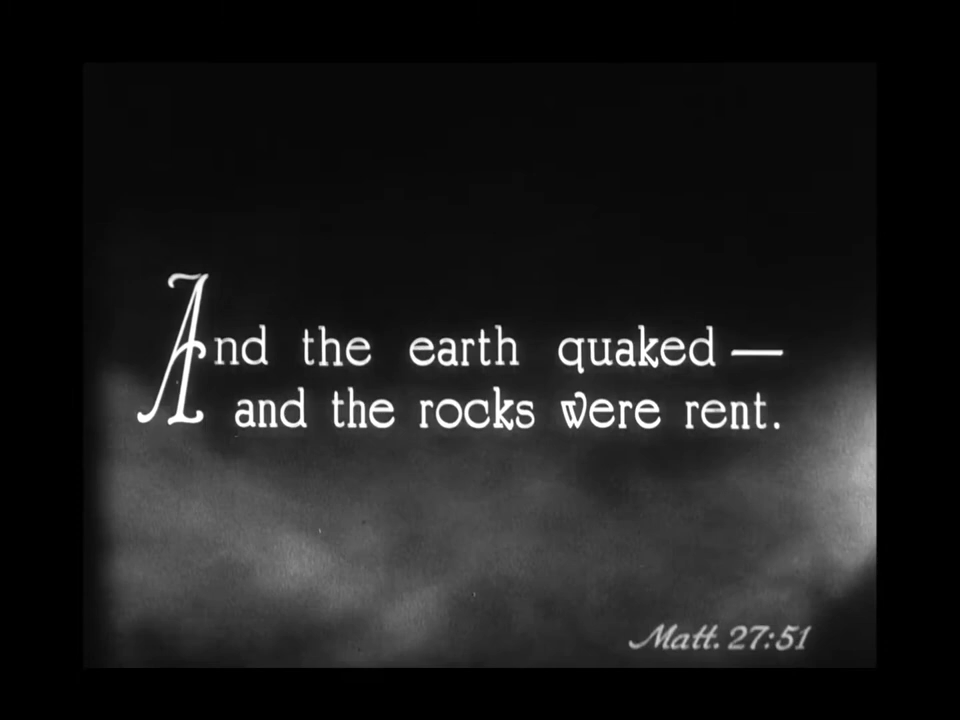 And the earth quaked —
and the rocks were rent.
Matt. 27:51